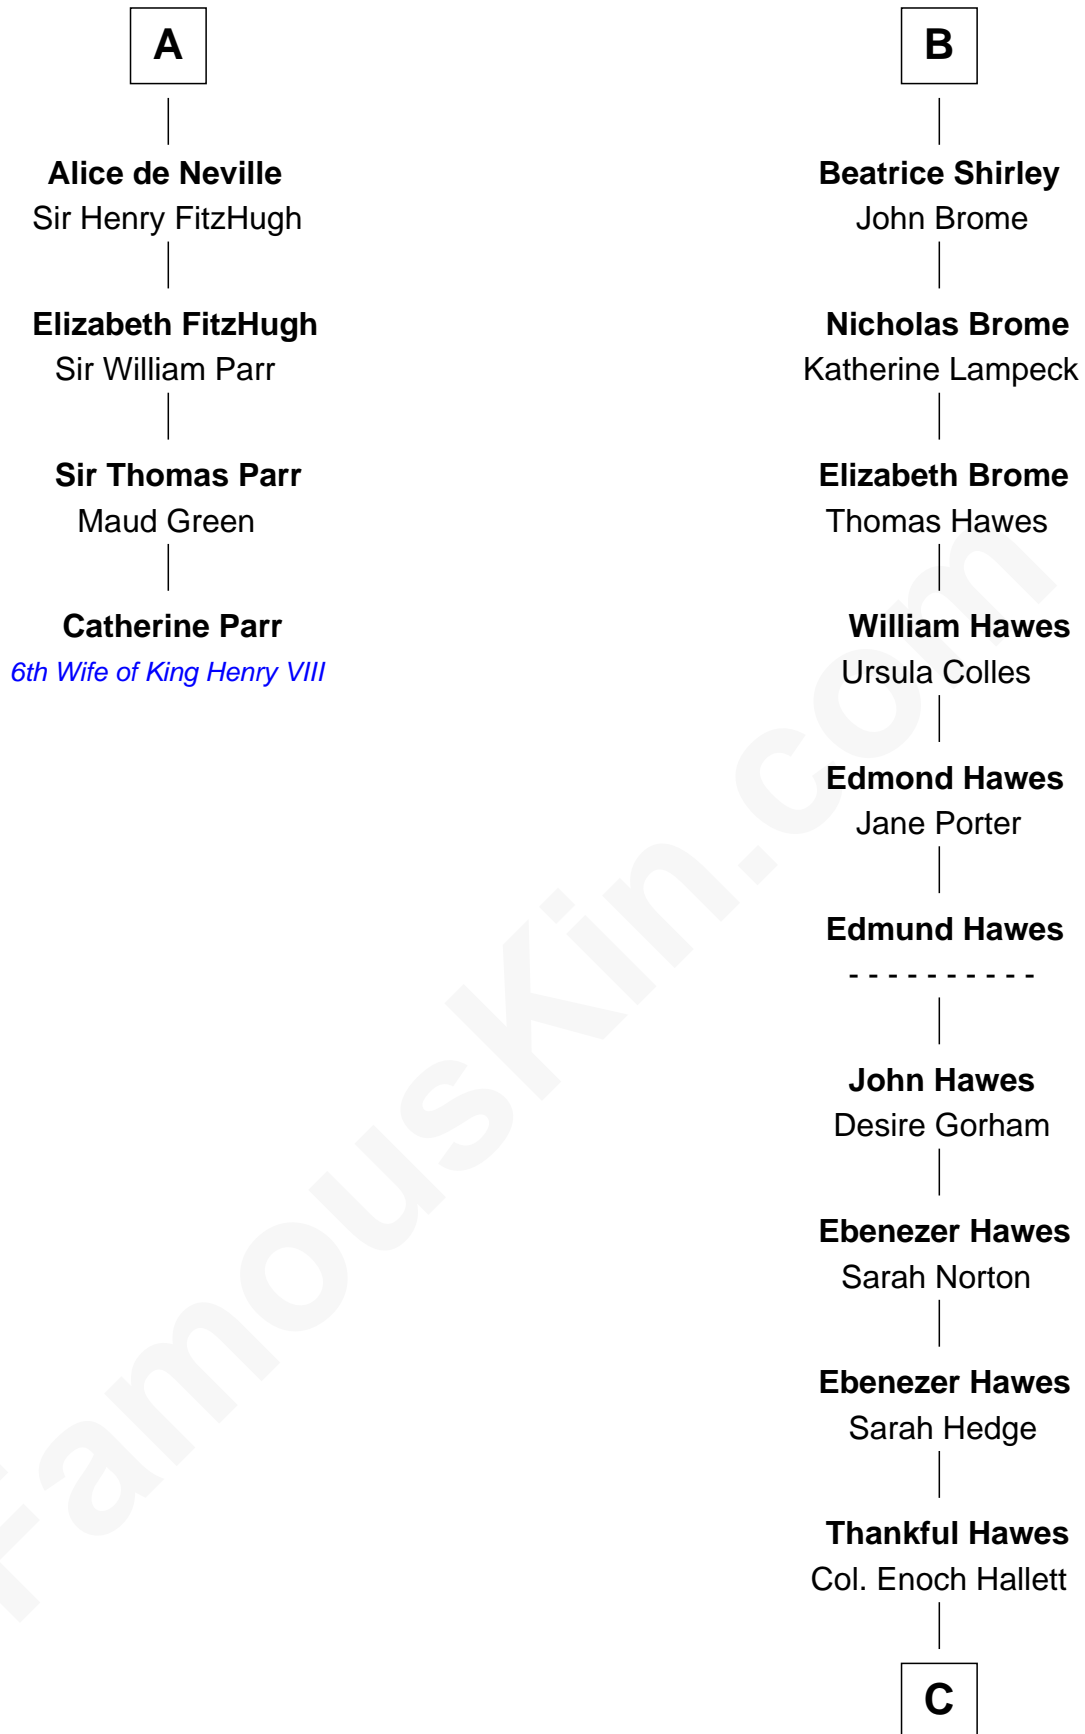 A
Alice de Neville
Sir Henry FitzHugh
Elizabeth FitzHugh
Sir William Parr
Sir Thomas Parr
Maud Green
Catherine Parr
6th Wife of King Henry VIII
B
Beatrice Shirley
John Brome
Nicholas Brome
Katherine Lampeck
Elizabeth Brome
Thomas Hawes
William Hawes
Ursula Colles
Edmond Hawes
Jane Porter
Edmund Hawes
- - - - - - - - - -
John Hawes
Desire Gorham
Ebenezer Hawes
Sarah Norton
Ebenezer Hawes
Sarah Hedge
Thankful Hawes
Col. Enoch Hallett
C
FamousKin.com